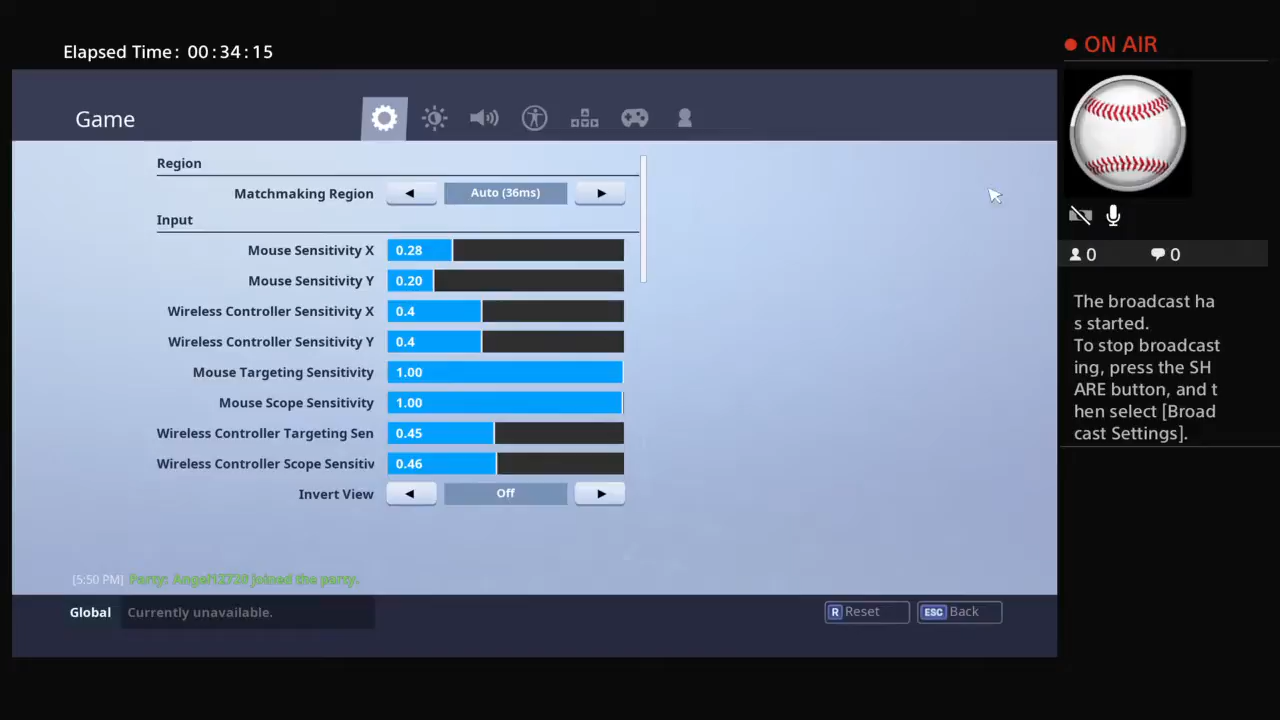 Elapsed Time: 00:34:15
ON AIR
Game
Region
Matchmaking Region
Auto (36ms)
Input
Mouse Sensitivity X
0.28
Mouse Sensitivity Y
0.20
Wireless Controller Sensitivity X
0.4
Wireless Controller Sensitivity Y
0.4
Mouse Targeting Sensitivity
1.00
Mouse Scope Sensitivity
1.00
Wireless Controller Targeting Sen
0.45
Wireless Controller Scope Sensitiv
0.46
Invert View
Off
[5:50 PM] Party: Angel12730 joined the party.
Global
Currently unavailable.
R Reset
ESC Back
0
0
The broadcast ha
s started.
To stop broadcast
ing, press the SH
ARE button, and t
hen select [Broad
cast Settings].